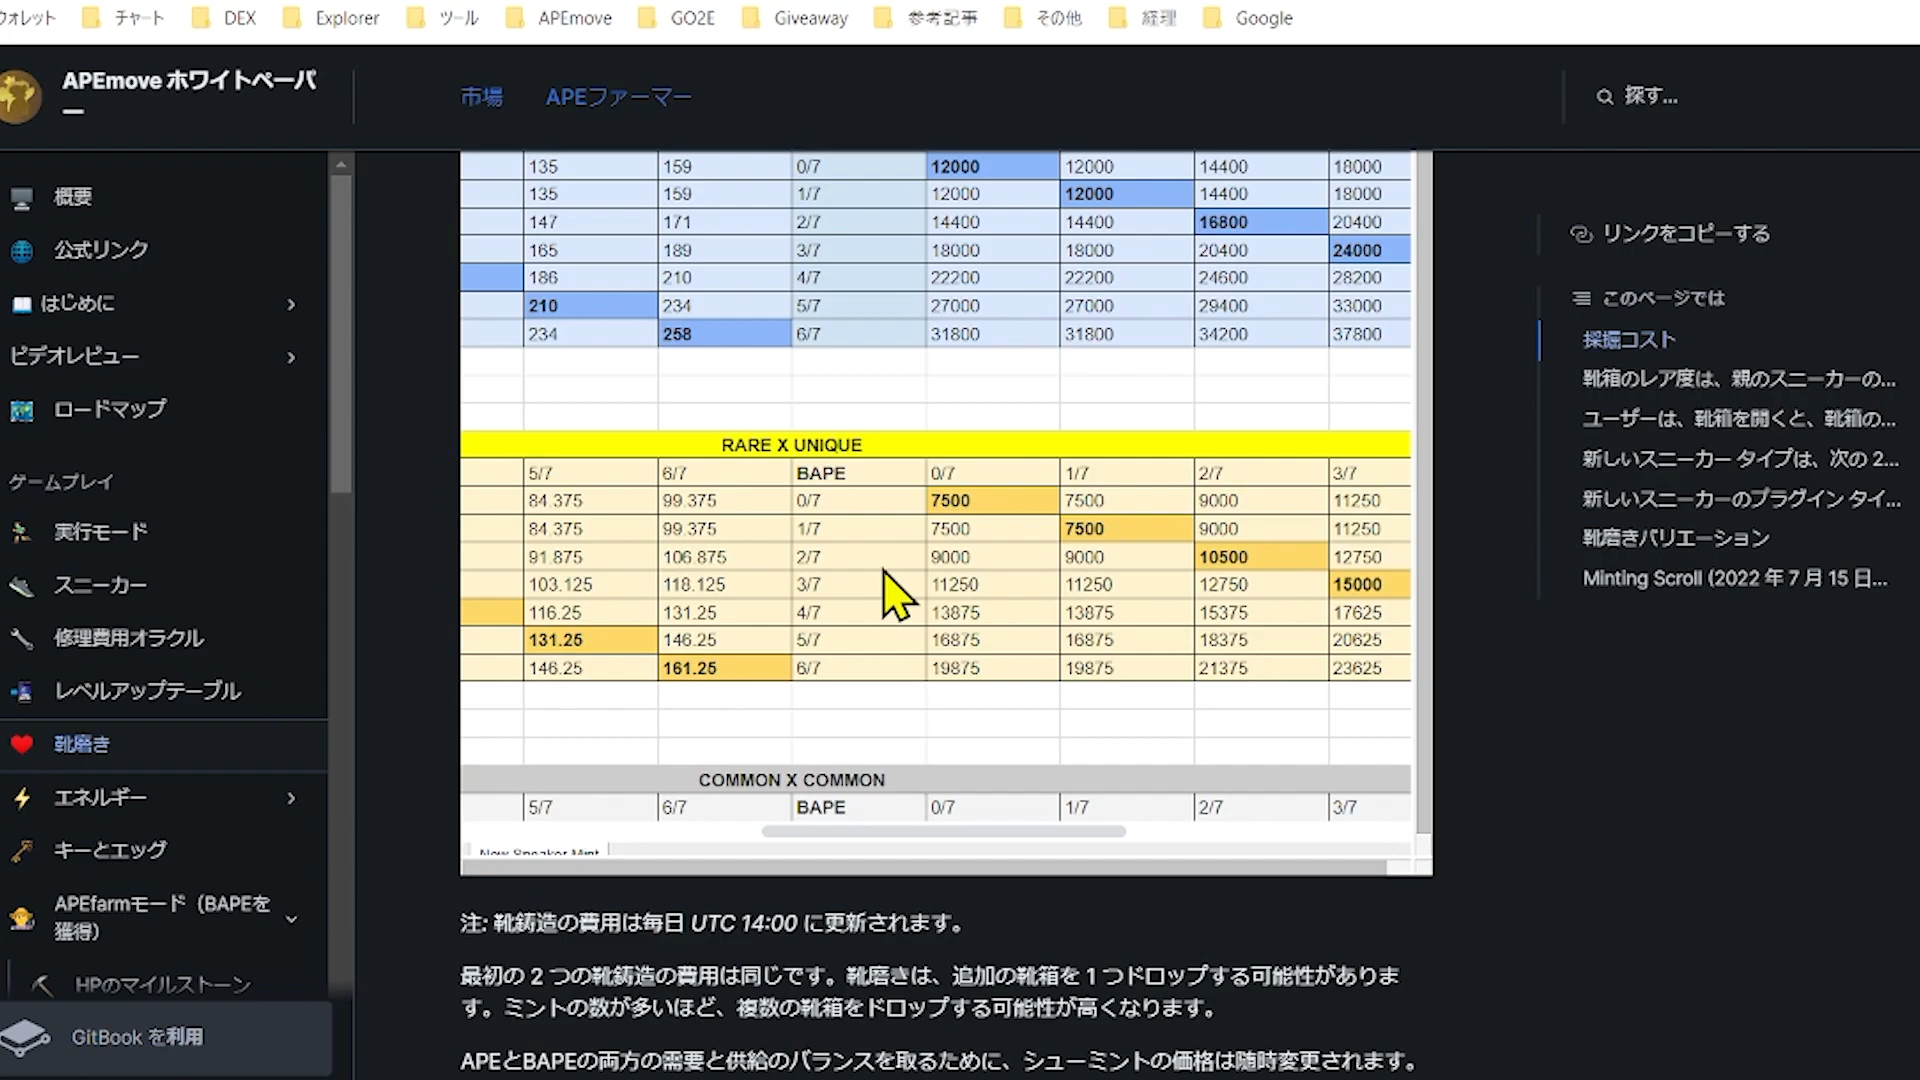 ウォレット チャート DEX Explorer ツール APEmove GO2E Giveaway 参考記事 その他 経理 Google
APEmove ホワイトペーパ
ー
市場 APEファーマー
探す...
概要
公式リンク
はじめに
ビデオレビュー
ロードマップ
ゲームプレイ
実行モード
スニーカー
修理費用オラクル
レベルアップテーブル
靴磨き
エネルギー
キーとエッグ
APEfarmモード（BAPEを
獲得）
HPのマイルストーン
GitBook を利用
135 159 0/7 12000 12000 14400 18000
135 159 1/7 12000 12000 14400 18000
147 171 2/7 14400 14400 16800 20400
165 189 3/7 18000 18000 20400 24000
186 210 4/7 22200 22200 24600 28200
210 234 5/7 27000 27000 29400 33000
234 258 6/7 31800 31800 34200 37800
RARE X UNIQUE
5/7 6/7 BAPE 0/7 1/7 2/7 3/7
84.375 99.375 0/7 7500 7500 9000 11250
84.375 99.375 1/7 7500 7500 9000 11250
91.875 106.875 2/7 9000 9000 10500 12750
103.125 118.125 3/7 11250 11250 12750 15000
116.25 131.25 4/7 13875 13875 15375 17625
131.25 146.25 5/7 16875 16875 18375 20625
146.25 161.25 6/7 19875 19875 21375 23625
COMMON X COMMON
5/7 6/7 BAPE 0/7 1/7 2/7 3/7
New Sneaker Mint
注: 靴鋳造の費用は毎日 UTC 14:00 に更新されます。
最初の 2 つの靴鋳造の費用は同じです。靴磨きは、追加の靴箱を 1 つドロップする可能性がありま
す。ミントの数が多いほど、複数の靴箱をドロップする可能性が高くなります。
APEとBAPEの両方の需要と供給のバランスを取るために、シューミントの価格は随時変更されます。
リンクをコピーする
このページでは
採掘コスト
靴箱のレア度は、親のスニーカーの...
ユーザーは、靴箱を開くと、靴箱の...
新しいスニーカー タイプは、次の 2...
新しいスニーカーのプラグイン タイ...
靴磨きバリエーション
Minting Scroll (2022 年 7 月 15 日...